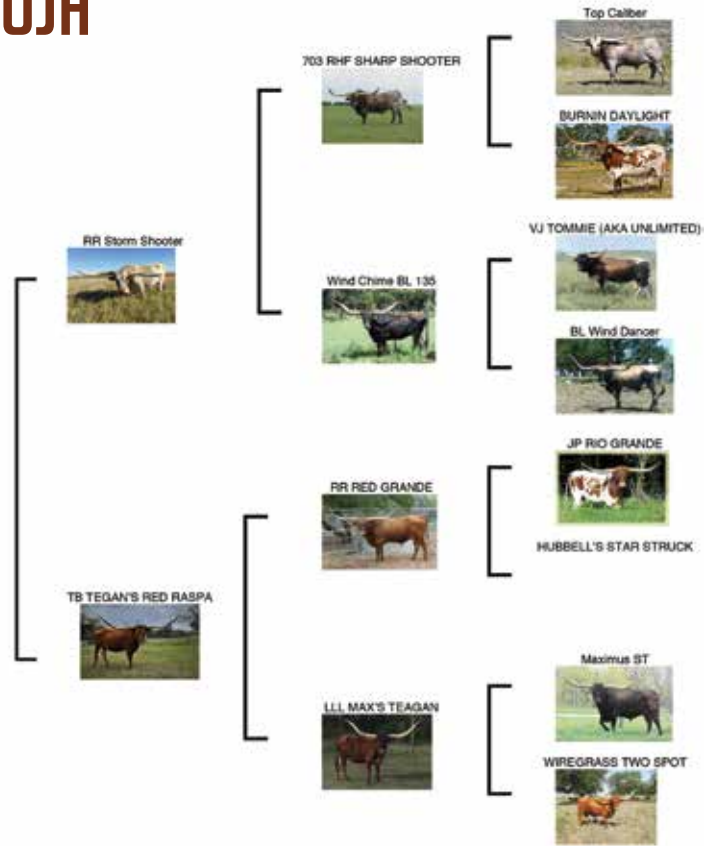 Top Caliber
703 RHF SHARP SHOOTER
BURNIN DAYLIGHT
RR Storm Shooter
VJ TOMMIE (AKA UNLIMITED)
Wind Chime BL 135
BL Wind Dancer
JP RIO GRANDE
RR RED GRANDE
HUBBELL'S STAR STRUCK
TB TEGAN'S RED RASPA
Maximus ST
LLL MAX'S TEAGAN
WIREGRASS TWO SPOT